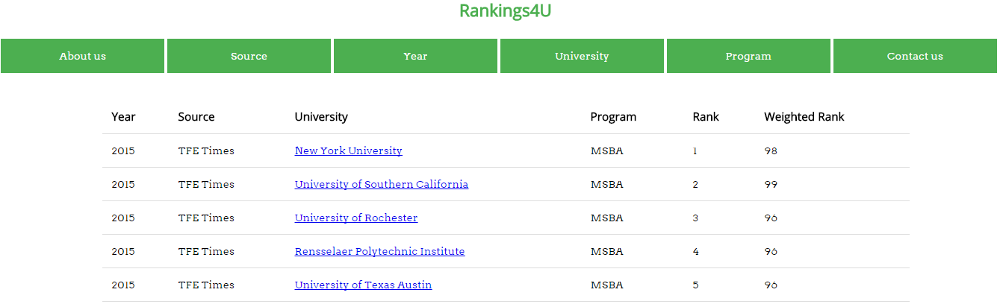 Rankings4U
About us Source Year University Program Contact us
Year Source University Program Rank Weighted Rank
2015 TFE Times New York University MSBA 1 98
2015 TFE Times University of Southern California MSBA 2 99
2015 TFE Times University of Rochester MSBA 3 96
2015 TFE Times Rensselaer Polytechnic Institute MSBA 4 96
2015 TFE Times University of Texas Austin MSBA 5 96